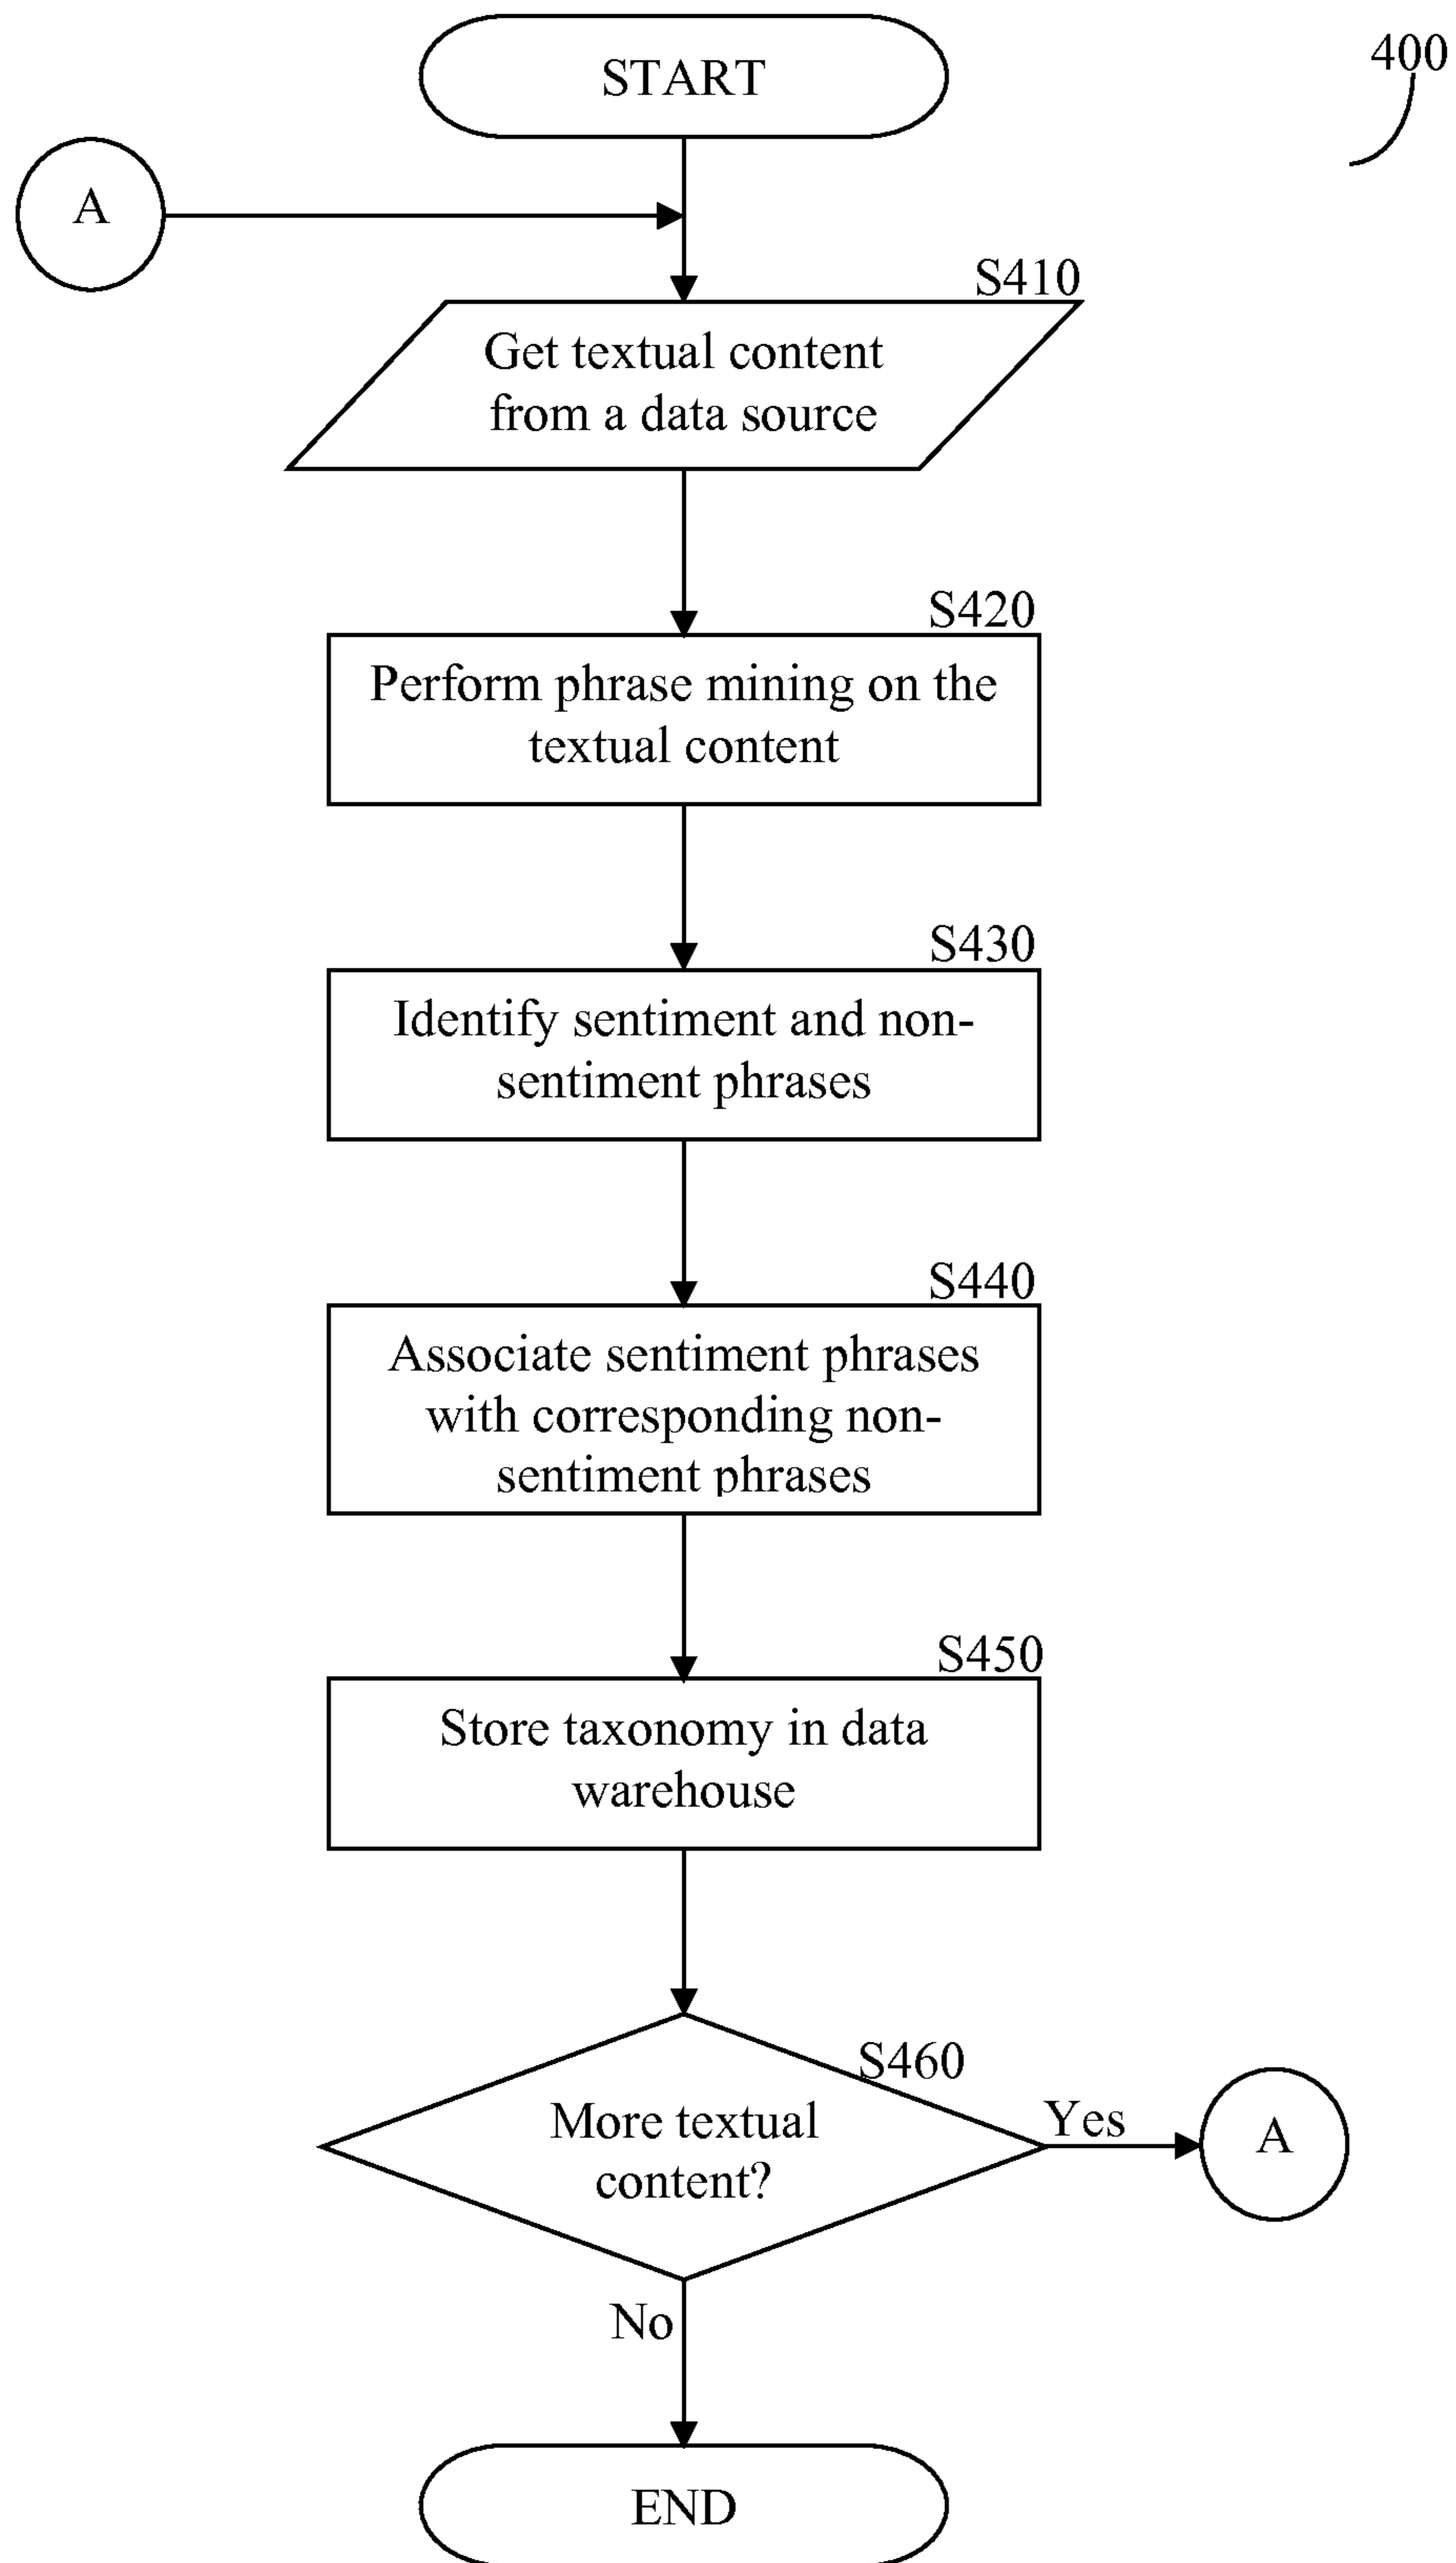 START
400
A
S410
Get textual content
from a data source
S420
Perform phrase mining on the
textual content
S430
Identify sentiment and non-
sentiment phrases
S440
Associate sentiment phrases
with corresponding non-
sentiment phrases
S450
Store taxonomy in data
warehouse
S460
More textual
content?
Yes
A
No
END